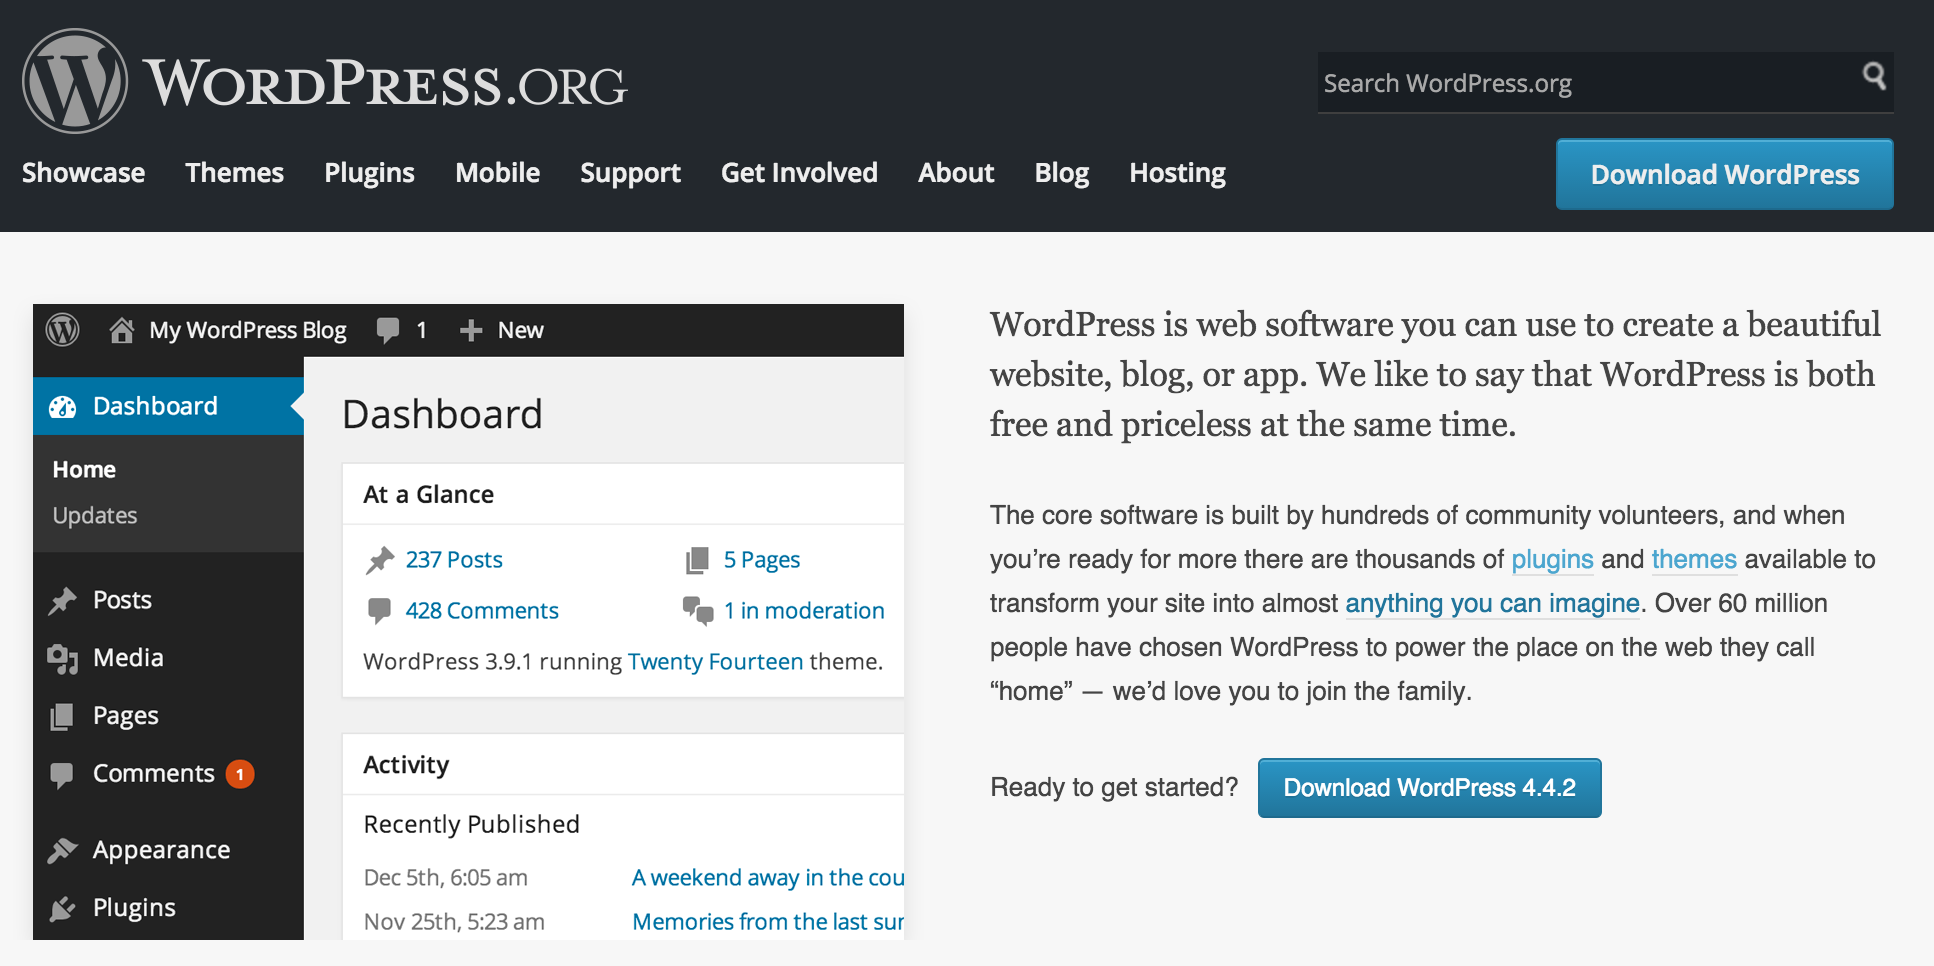 WordPress.org
Search WordPress.org
Showcase Themes Plugins Mobile Support Get Involved About Blog Hosting
Download WordPress
My WordPress Blog 1 New
Dashboard
Home
Updates
Posts
Media
Pages
Comments 1
Appearance
Plugins
Dashboard
At a Glance
237 Posts 5 Pages
428 Comments 1 in moderation
WordPress 3.9.1 running Twenty Fourteen theme.
Activity
Recently Published
Dec 5th, 6:05 am A weekend away in the cou
Nov 25th, 5:23 am Memories from the last sur
WordPress is web software you can use to create a beautiful
website, blog, or app. We like to say that WordPress is both
free and priceless at the same time.
The core software is built by hundreds of community volunteers, and when
you’re ready for more there are thousands of plugins and themes available to
transform your site into almost anything you can imagine. Over 60 million
people have chosen WordPress to power the place on the web they call
“home” — we’d love you to join the family.
Ready to get started? Download WordPress 4.4.2